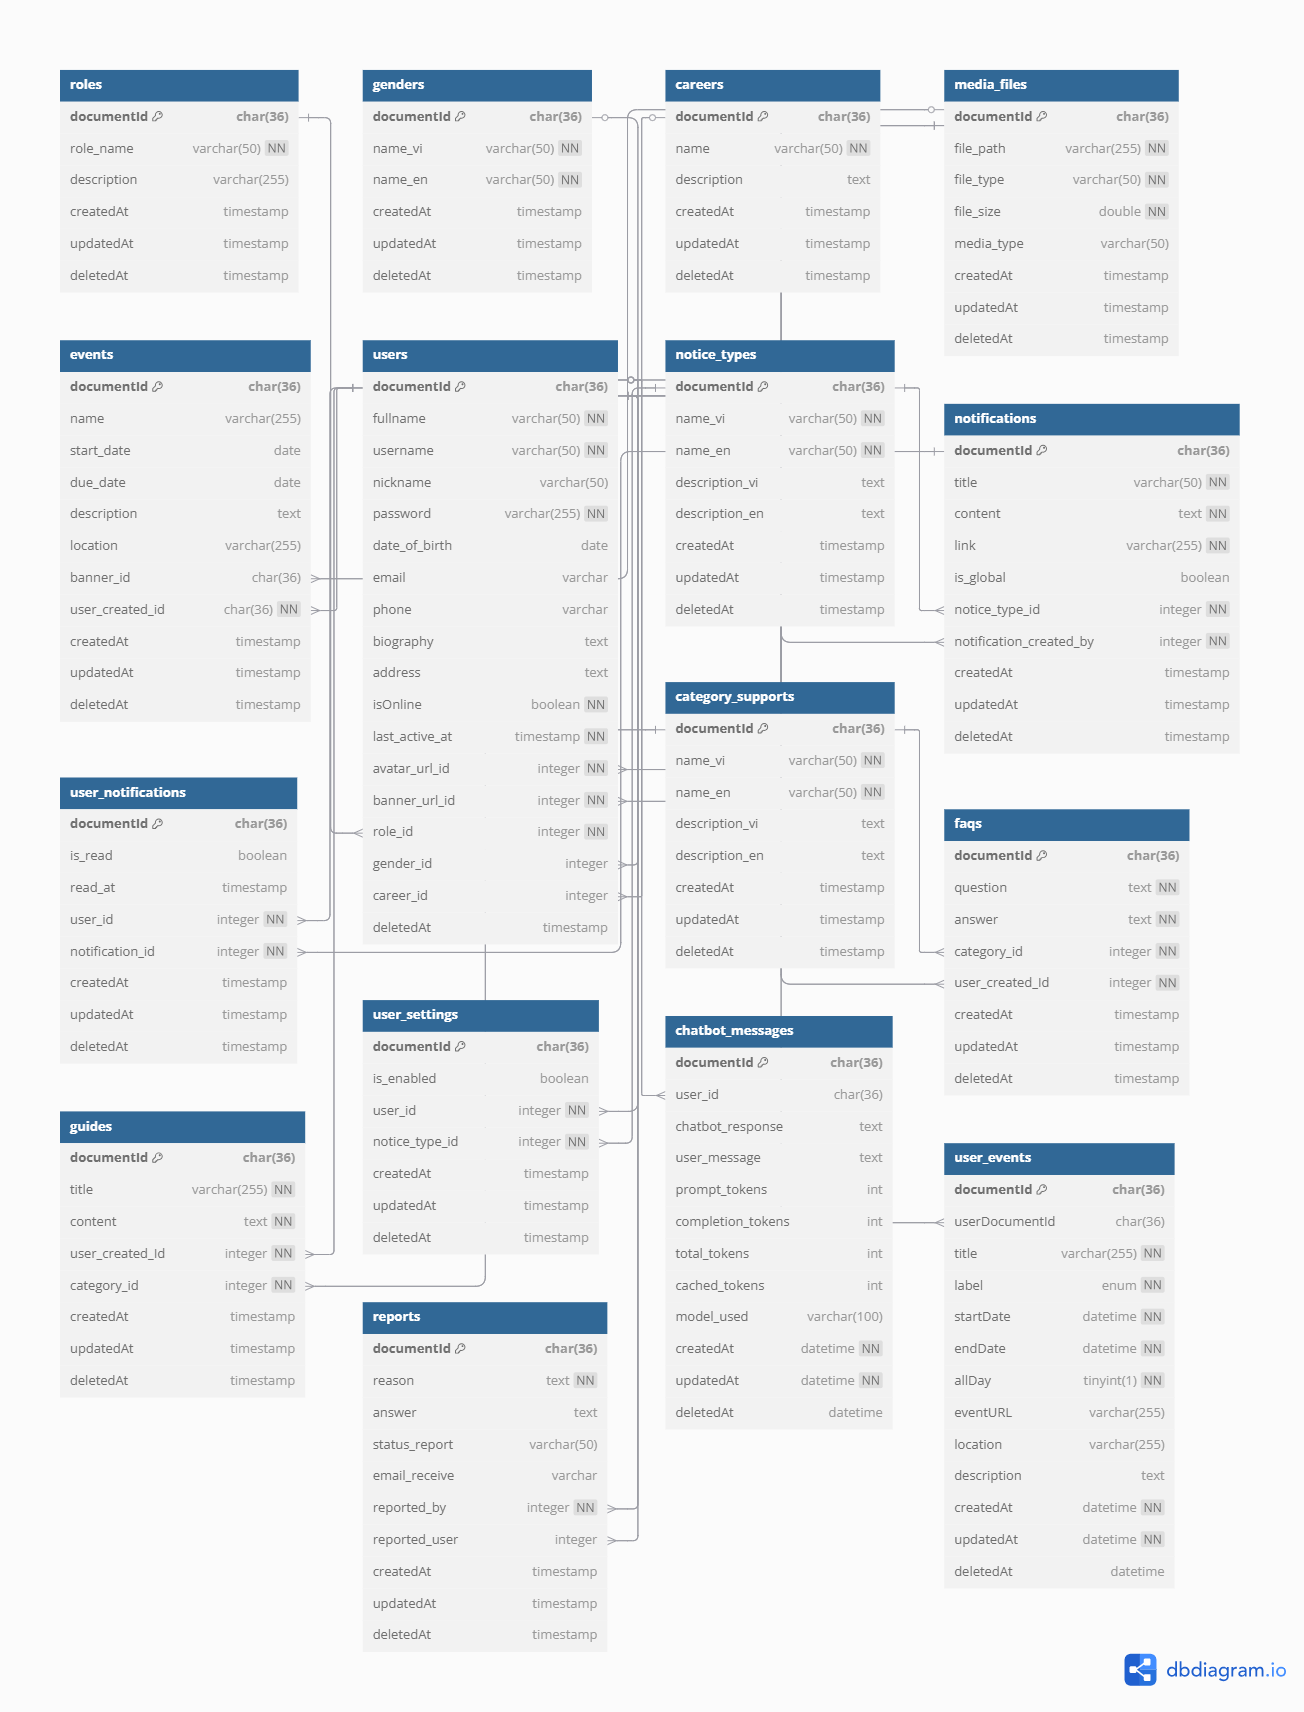 roles
documentId char(36)
role_name varchar(50) NN
description varchar(255)
createdAt timestamp
updatedAt timestamp
deletedAt timestamp
genders
documentId char(36)
name_vi varchar(50) NN
name_en varchar(50) NN
createdAt timestamp
updatedAt timestamp
deletedAt timestamp
careers
documentId char(36)
name varchar(50) NN
description text
createdAt timestamp
updatedAt timestamp
deletedAt timestamp
media_files
documentId char(36)
file_path varchar(255) NN
file_type varchar(50) NN
file_size double NN
media_type varchar(50)
createdAt timestamp
updatedAt timestamp
deletedAt timestamp
events
documentId char(36)
name varchar(255)
start_date date
due_date date
description text
location varchar(255)
banner_id char(36)
user_created_id char(36) NN
createdAt timestamp
updatedAt timestamp
deletedAt timestamp
users
documentId char(36)
fullname varchar(50) NN
username varchar(50) NN
nickname varchar(50)
password varchar(255) NN
date_of_birth date
email varchar
phone varchar
biography text
address text
isOnline boolean NN
last_active_at timestamp NN
avatar_url_id integer NN
banner_url_id integer NN
role_id integer NN
gender_id integer
career_id integer
deletedAt timestamp
notice_types
documentId char(36)
name_vi varchar(50) NN
name_en varchar(50) NN
description_vi text
description_en text
createdAt timestamp
updatedAt timestamp
deletedAt timestamp
notifications
documentId char(36)
title varchar(50) NN
content text NN
link varchar(255) NN
is_global boolean
notice_type_id integer NN
notification_created_by integer NN
createdAt timestamp
updatedAt timestamp
deletedAt timestamp
category_supports
documentId char(36)
name_vi varchar(50) NN
name_en varchar(50) NN
description_vi text
description_en text
createdAt timestamp
updatedAt timestamp
deletedAt timestamp
user_notifications
documentId char(36)
is_read boolean
read_at timestamp
user_id integer NN
notification_id integer NN
createdAt timestamp
updatedAt timestamp
deletedAt timestamp
faqs
documentId char(36)
question text NN
answer text NN
category_id integer NN
user_created_Id integer NN
createdAt timestamp
updatedAt timestamp
deletedAt timestamp
user_settings
documentId char(36)
is_enabled boolean
user_id integer NN
notice_type_id integer NN
createdAt timestamp
updatedAt timestamp
deletedAt timestamp
chatbot_messages
documentId char(36)
user_id char(36)
chatbot_response text
user_message text
prompt_tokens int
completion_tokens int
total_tokens int
cached_tokens int
model_used varchar(100)
createdAt datetime NN
updatedAt datetime NN
deletedAt datetime
guides
documentId char(36)
title varchar(255) NN
content text NN
user_created_Id integer NN
category_id integer NN
createdAt timestamp
updatedAt timestamp
deletedAt timestamp
user_events
documentId char(36)
userDocumentId char(36)
title varchar(255) NN
label enum NN
startDate datetime NN
endDate datetime NN
allDay tinyint(1) NN
eventURL varchar(255)
location varchar(255)
description text
createdAt datetime NN
updatedAt datetime NN
deletedAt datetime
reports
documentId char(36)
reason text NN
answer text
status_report varchar(50)
email_receive varchar
reported_by integer NN
reported_user integer
createdAt timestamp
updatedAt timestamp
deletedAt timestamp
dbdiagram.io